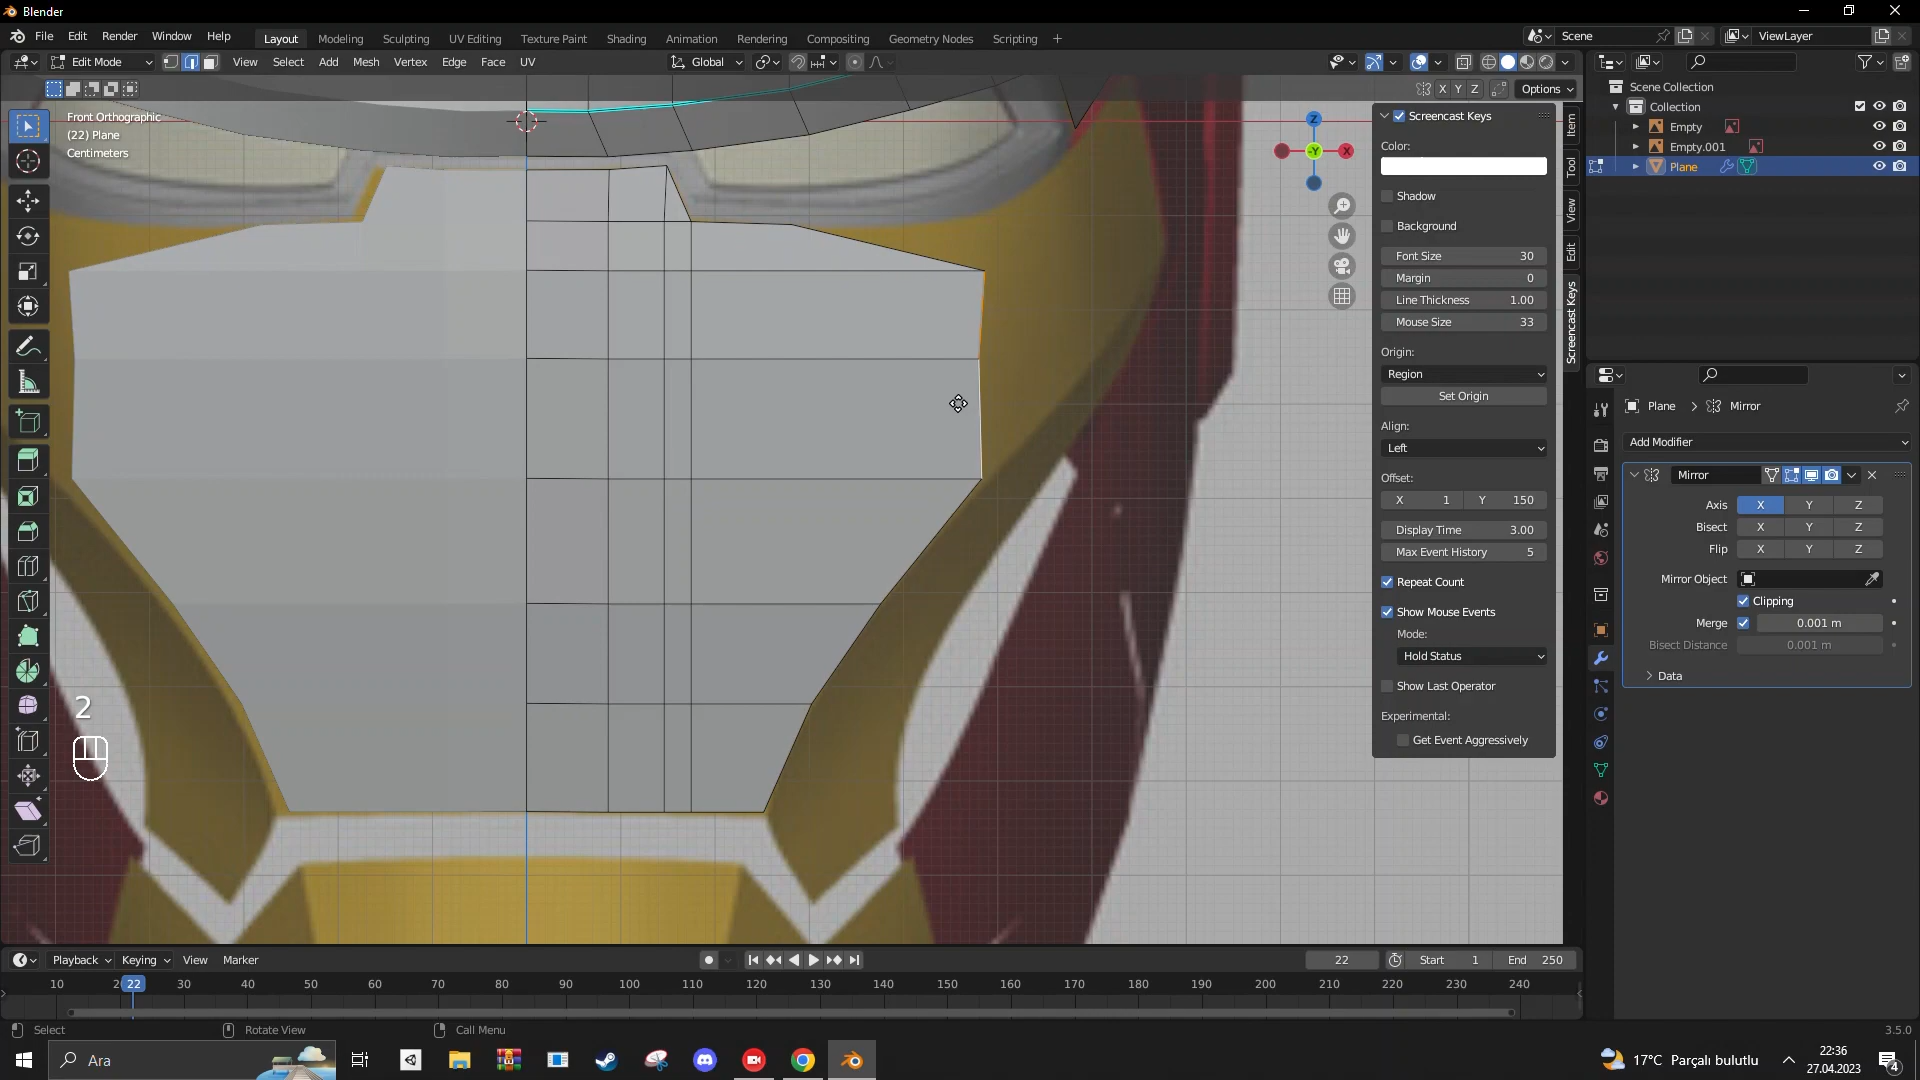 Blender
File Edit Render Window Help
Layout Modeling Sculpting UV Editing Texture Paint Shading Animation Rendering Compositing Geometry Nodes Scripting +
Scene
ViewLayer
Edit Mode
View Select Add Mesh Vertex Edge Face UV
Global
X Y Z
Options
Front Orthographic
(22) Plane
Centimeters
Z
-Y
X
Screencast Keys
Color:
Shadow
Background
Font Size 30
Margin 0
Line Thickness 1.00
Mouse Size 33
Origin:
Region
Set Origin
Align:
Left
Offset:
X 1 Y 150
Display Time 3.00
Max Event History 5
Repeat Count
Show Mouse Events
Mode:
Hold Status
Show Last Operator
Experimental:
Get Event Aggressively
Item
Tool
View
Edit
Screencast Keys
Scene Collection
Collection
Empty
Empty.001
Plane
Plane > Mirror
Add Modifier
Mirror
Axis X Y Z
Bisect X Y Z
Flip X Y Z
Mirror Object
Clipping
Merge 0.001 m
Bisect Distance 0.001 m
Data
2
Playback Keying View Marker
22
Start 1
End 250
10 22 30 40 50 60 70 80 90 100 110 120 130 140 150 160 170 180 190 200 210 220 230 240
Select Rotate View Call Menu
3.5.0
Ara
17°C Parçalı bulutlu
22:36
27.04.2023
4